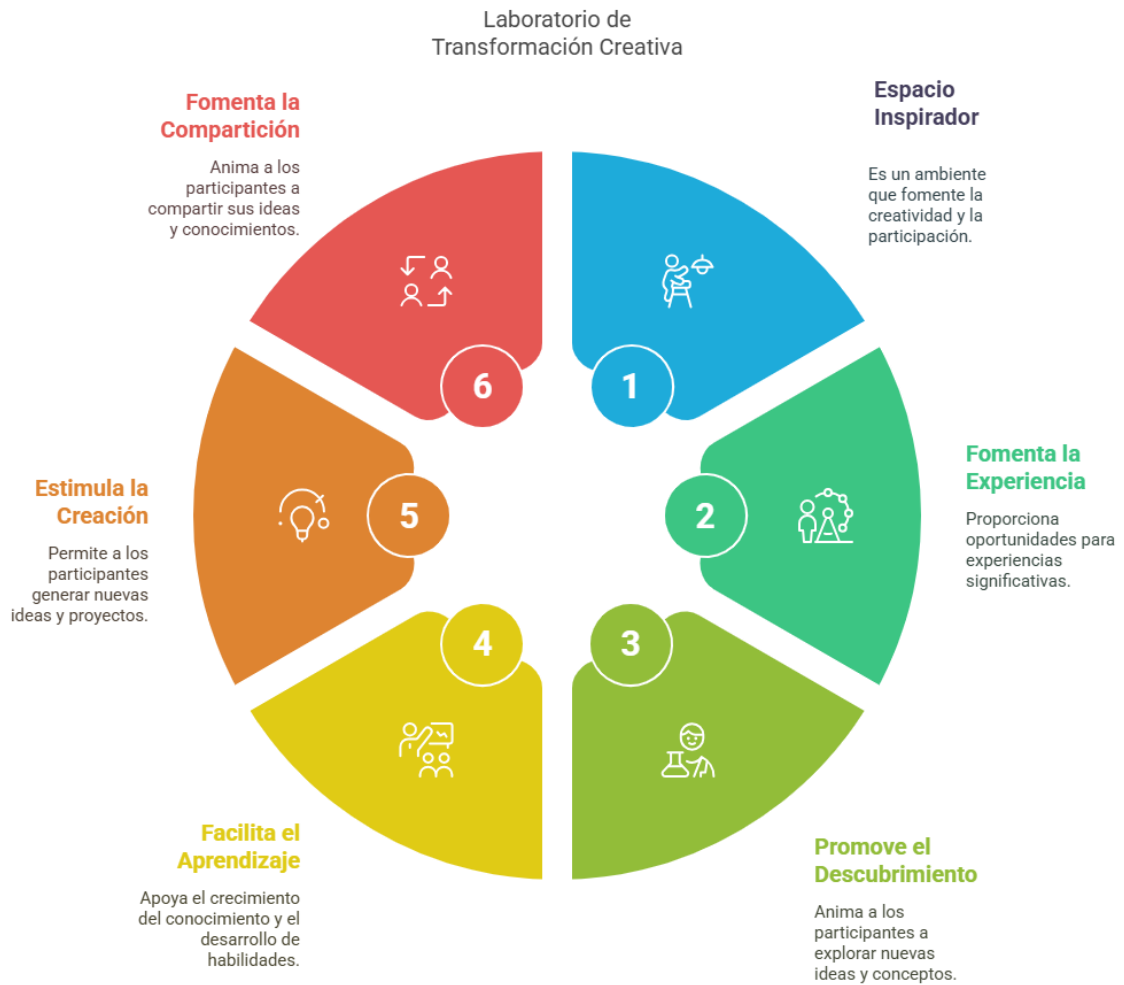 Laboratorio de
Transformación Creativa
Espacio
Inspirador
Es un ambiente
que fomente la
creatividad y la
participación.
1
Fomenta la
Experiencia
Proporciona
oportunidades para
experiencias
significativas.
2
Promove el
Descubrimiento
Anima a los
participantes a
explorar nuevas
ideas y conceptos.
3
Facilita el
Aprendizaje
Apoya el crecimiento
del conocimiento y el
desarrollo de
habilidades.
4
Estimula la
Creación
Permite a los
participantes
generar nuevas
ideas y proyectos.
5
Fomenta la
Compartición
Anima a los
participantes a
compartir sus ideas
y conocimientos.
6